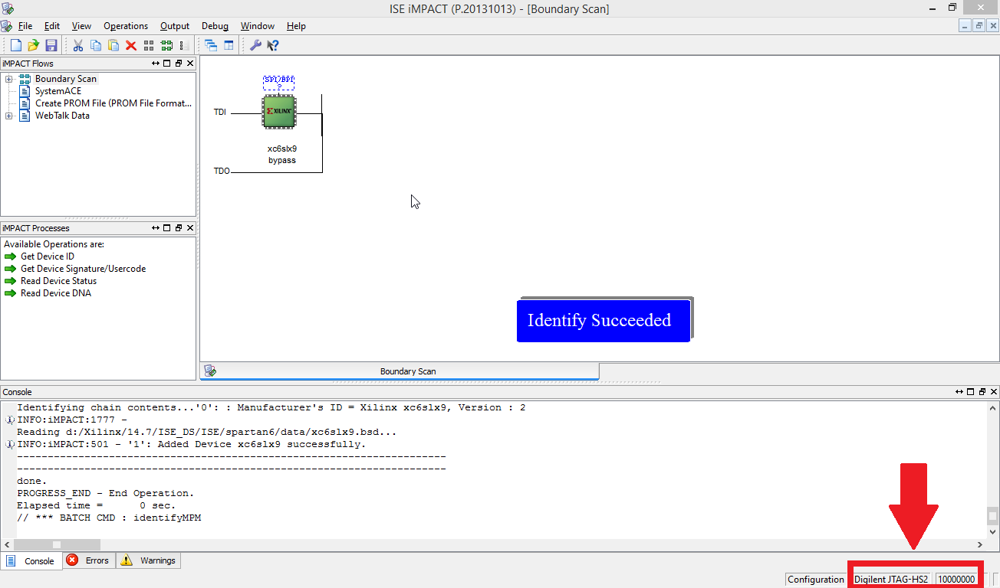 ISE iMPACT (P.20131013) - [Boundary Scan]
File Edit View Operations Output Debug Window Help
iMPACT Flows
Boundary Scan
SystemACE
Create PROM File (PROM File Format...
WebTalk Data
iMPACT Processes
Available Operations are:
Get Device ID
Get Device Signature/Usercode
Read Device Status
Read Device DNA
SPI/BPI
?
TDI
XILINX
xc6slx9
bypass
TDO
Identify Succeeded
Boundary Scan
Console
Identifying chain contents...'0': : Manufacturer's ID = Xilinx xc6slx9, Version : 2
INFO:iMPACT:1777 -
Reading d:/Xilinx/14.7/ISE_DS/ISE/spartan6/data/xc6slx9.bsd...
INFO:iMPACT:501 - '1': Added Device xc6slx9 successfully.
----------------------------------------------------------------------
----------------------------------------------------------------------
done.
PROGRESS_END - End Operation.
Elapsed time =      0 sec.
// *** BATCH CMD : identifyMPM
Console Errors Warnings
Configuration Digilent JTAG-HS2 10000000